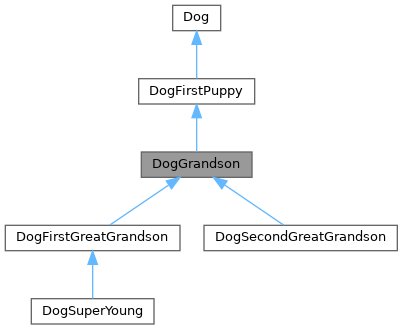 Dog
DogFirstPuppy
DogGrandson
DogFirstGreatGrandson
DogSecondGreatGrandson
DogSuperYoung